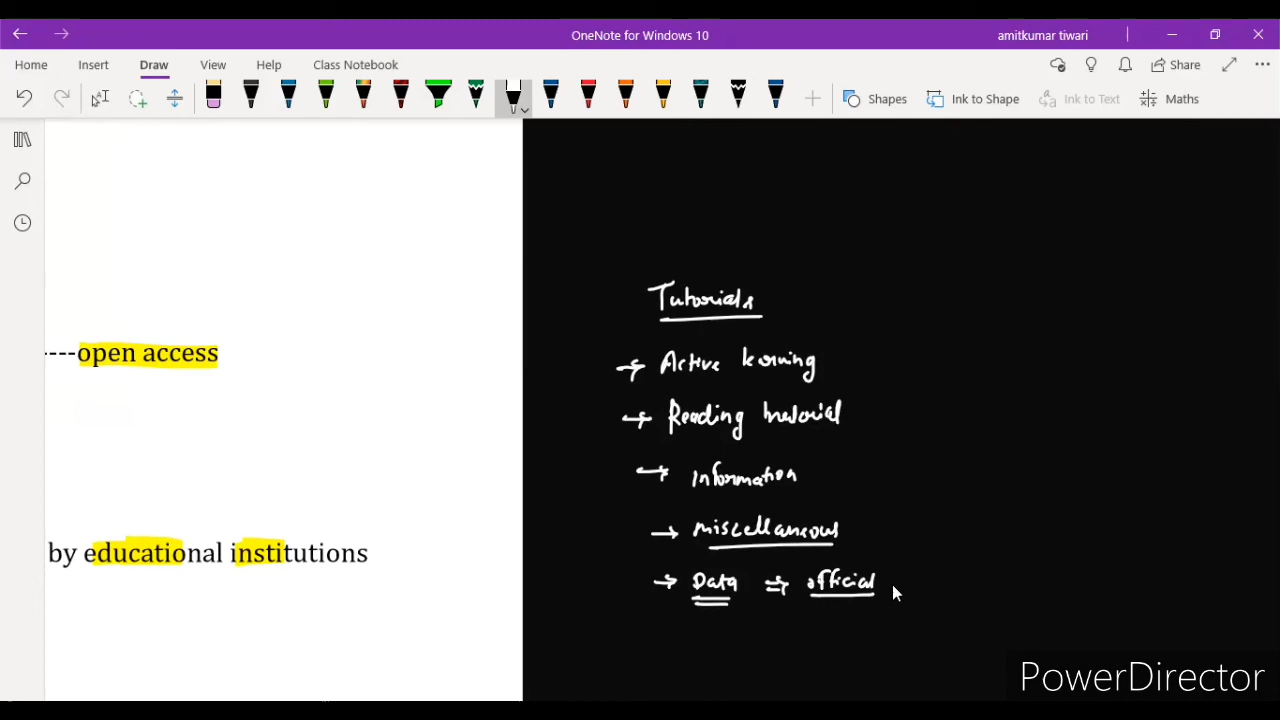 OneNote for Windows 10
amitkumar tiwari
Home Insert Draw View Help Class Notebook
Share
Shapes Ink to Shape Ink to Text Maths
----open access
by educational institutions
Tutorials
→ Active learning
→ Reading material
→ Information
→ miscellaneous
→ Data ⇒ official
PowerDirector